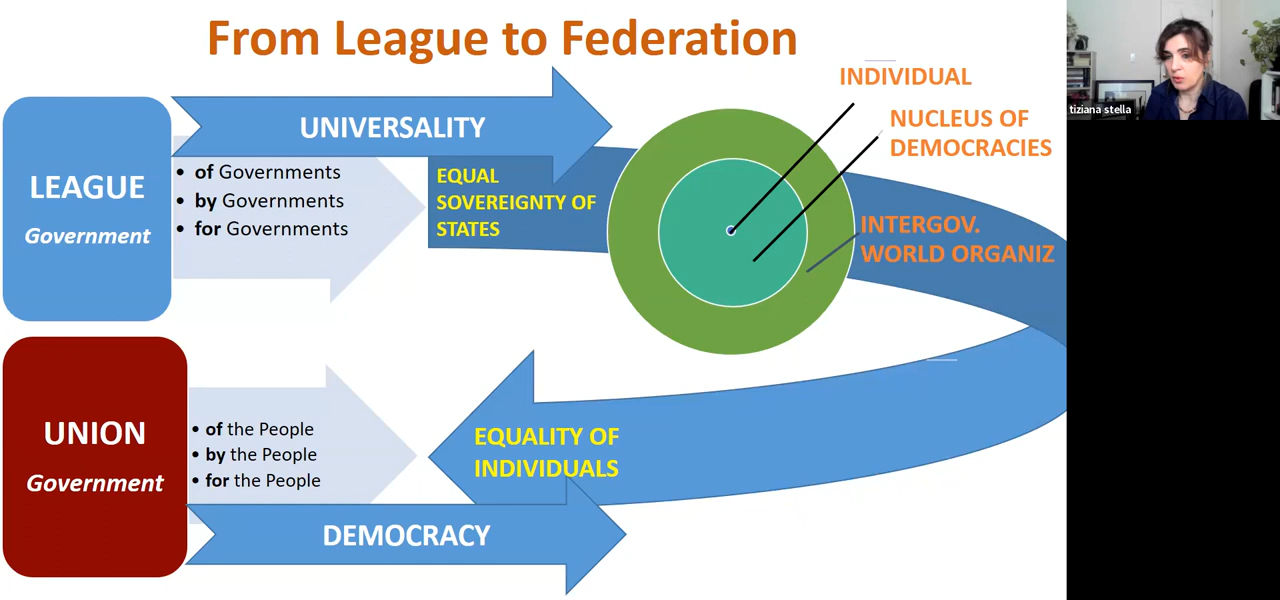 From League to Federation
tiziana stella
LEAGUE
Government
UNIVERSALITY
• of Governments
• by Governments
• for Governments
EQUAL
SOVEREIGNTY OF
STATES
INDIVIDUAL
NUCLEUS OF
DEMOCRACIES
INTERGOV.
WORLD ORGANIZ
UNION
Government
• of the People
• by the People
• for the People
EQUALITY OF
INDIVIDUALS
DEMOCRACY